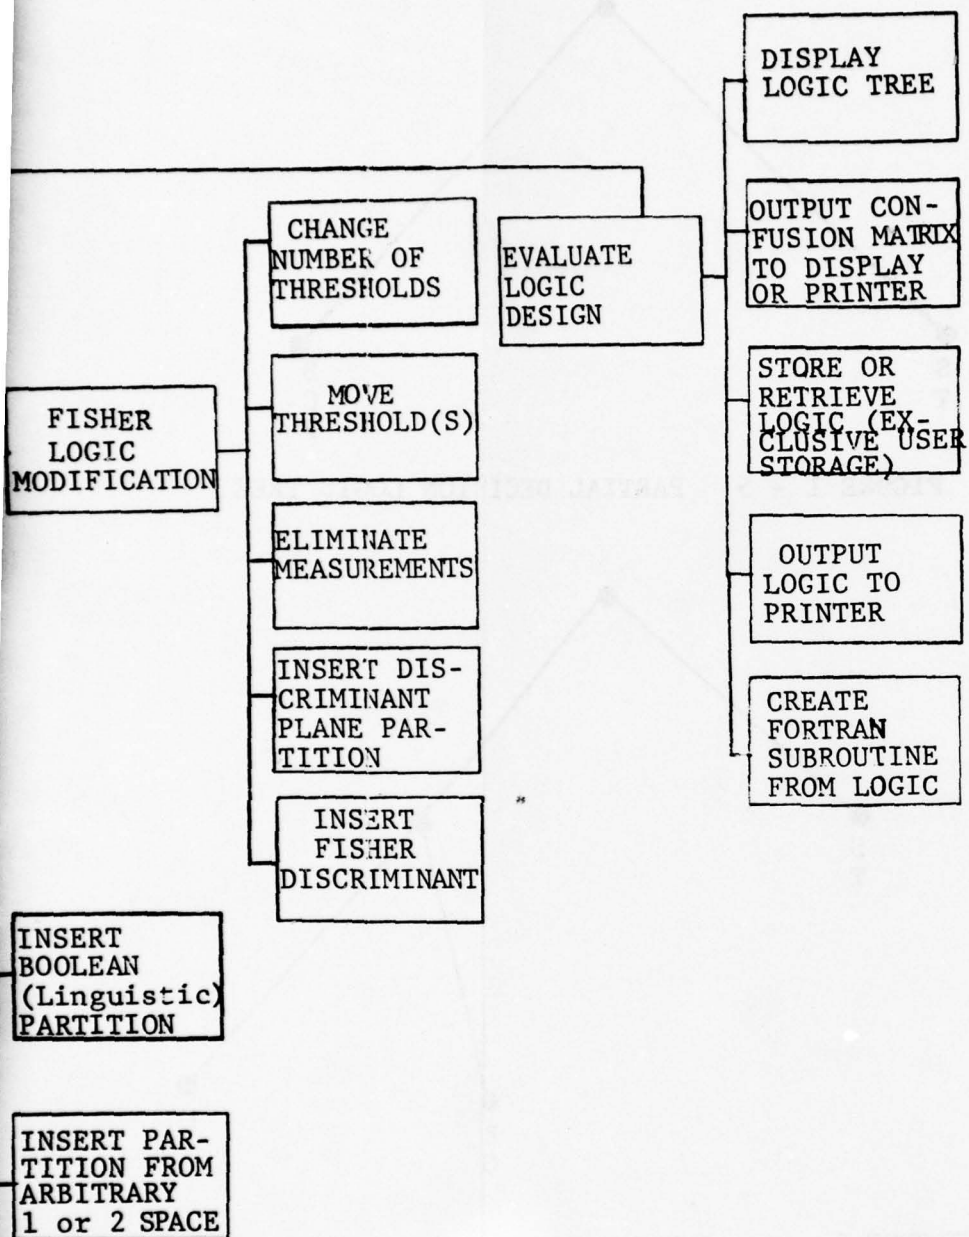 FISHER
LOGIC
MODIFICATION
CHANGE
NUMBER OF
THRESHOLDS
MOVE
THRESHOLD(S)
ELIMINATE
MEASUREMENTS
INSERT DIS-
CRIMINANT
PLANE PAR-
TITION
INSERT
FISHER
DISCRIMINANT
INSERT
BOOLEAN
(Linguistic)
PARTITION
INSERT PAR-
TITION FROM
ARBITRARY
1 or 2 SPACE
EVALUATE
LOGIC
DESIGN
DISPLAY
LOGIC TREE
OUTPUT CON-
FUSION MATRIX
TO DISPLAY
OR PRINTER
STORE OR
RETRIEVE
LOGIC (EX-
CLUSIVE USER
STORAGE)
OUTPUT
LOGIC TO
PRINTER
CREATE
FORTRAN
SUBROUTINE
FROM LOGIC